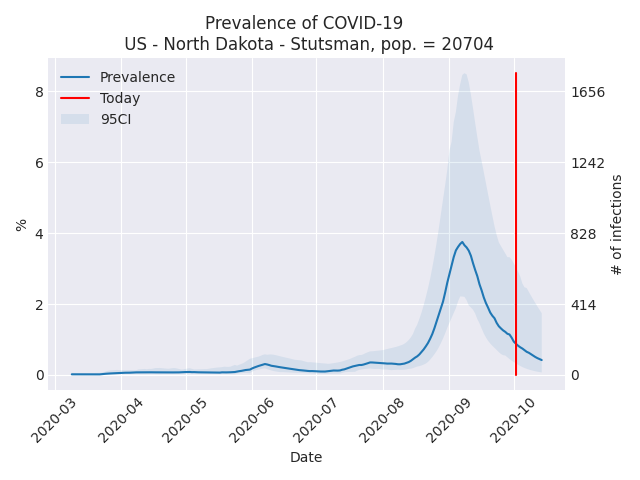 Prevalence of COVID-19
US - North Dakota - Stutsman, pop. = 20704
Prevalence
Today
95CI
%
8
6
4
2
0
1656
1242
828
414
0
# of infections
2020-03
2020-04
2020-05
2020-06
2020-07
2020-08
2020-09
2020-10
Date